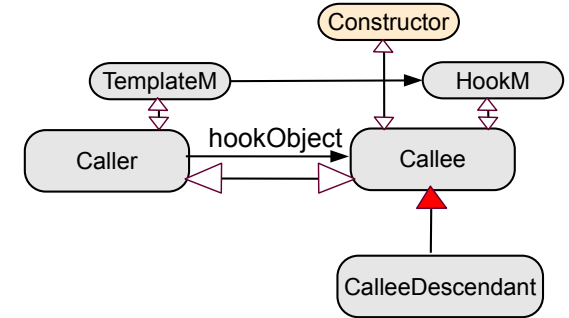 Constructor
TemplateM
HookM
hookObject
Caller
Callee
CalleeDescendant